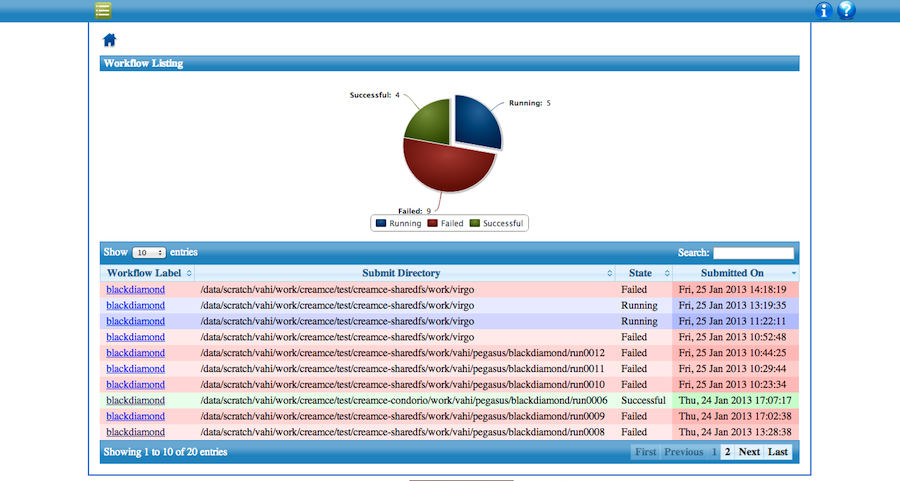 Workflow Listing
Successful: 4
Running: 5
Failed: 9
Running Failed Successful
Show 10 entries Search:
Workflow Label Submit Directory State Submitted On
blackdiamond /data/scratch/vahi/work/creamce/test/creamce-sharedfs/work/virgo Failed Fri, 25 Jan 2013 14:18:19
blackdiamond /data/scratch/vahi/work/creamce/test/creamce-sharedfs/work/virgo Running Fri, 25 Jan 2013 13:19:35
blackdiamond /data/scratch/vahi/work/creamce/test/creamce-sharedfs/work/virgo Running Fri, 25 Jan 2013 11:22:11
blackdiamond /data/scratch/vahi/work/creamce/test/creamce-sharedfs/work/virgo Failed Fri, 25 Jan 2013 10:52:48
blackdiamond /data/scratch/vahi/work/creamce/test/creamce-sharedfs/work/vahi/pegasus/blackdiamond/run0012 Failed Fri, 25 Jan 2013 10:44:25
blackdiamond /data/scratch/vahi/work/creamce/test/creamce-sharedfs/work/vahi/pegasus/blackdiamond/run0011 Failed Fri, 25 Jan 2013 10:29:44
blackdiamond /data/scratch/vahi/work/creamce/test/creamce-sharedfs/work/vahi/pegasus/blackdiamond/run0010 Failed Fri, 25 Jan 2013 10:23:34
blackdiamond /data/scratch/vahi/work/creamce/test/creamce-condorio/work/vahi/pegasus/blackdiamond/run0006 Successful Thu, 24 Jan 2013 17:07:17
blackdiamond /data/scratch/vahi/work/creamce/test/creamce-sharedfs/work/vahi/pegasus/blackdiamond/run0009 Failed Thu, 24 Jan 2013 17:02:38
blackdiamond /data/scratch/vahi/work/creamce/test/creamce-sharedfs/work/vahi/pegasus/blackdiamond/run0008 Failed Thu, 24 Jan 2013 13:28:38
Showing 1 to 10 of 20 entries First Previous 1 2 Next Last